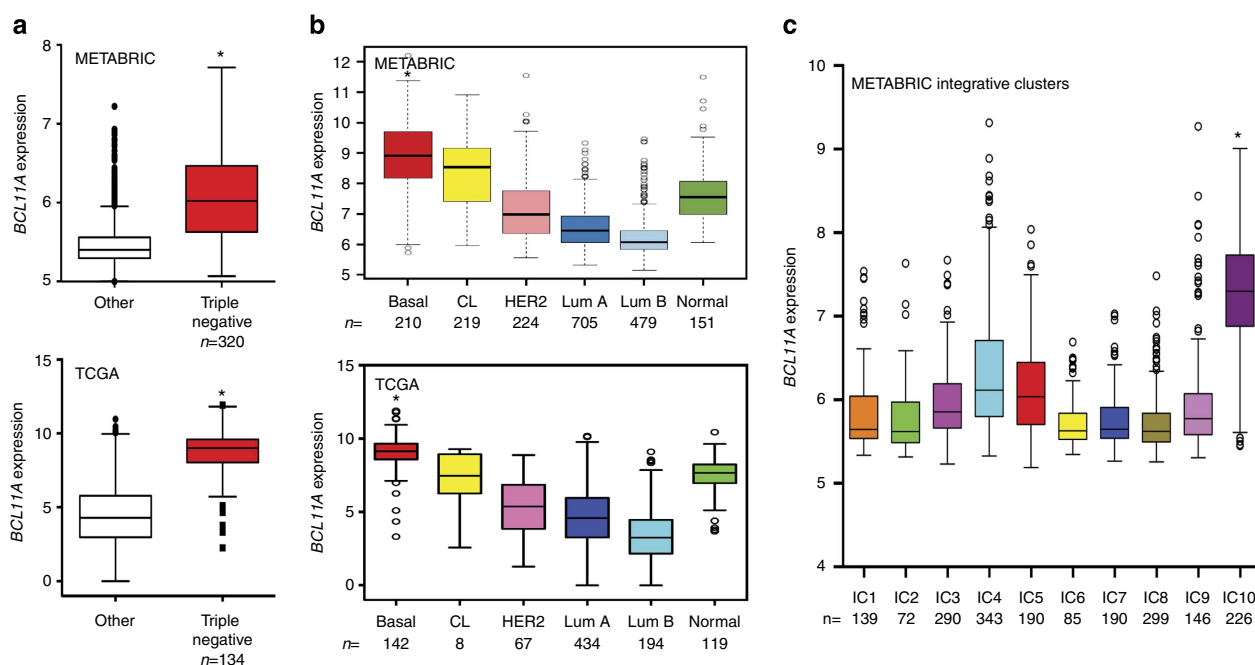 a
METABRIC
*
BCL11A expression
8
7
6
5
Other
Triple
negative
n=320
TCGA
*
BCL11A expression
15
10
5
0
Other
Triple
negative
n=134
b
METABRIC
*
BCL11A expression
12
11
10
9
8
7
6
5
Basal CL HER2 Lum A Lum B Normal
n= 210 219 224 705 479 151
TCGA
*
BCL11A expression
15
10
5
0
Basal CL HER2 Lum A Lum B Normal
n= 142 8 67 434 194 119
c
METABRIC integrative clusters
*
BCL11A expression
10
9
8
7
6
5
4
IC1 IC2 IC3 IC4 IC5 IC6 IC7 IC8 IC9 IC10
n= 139 72 290 343 190 85 190 299 146 226